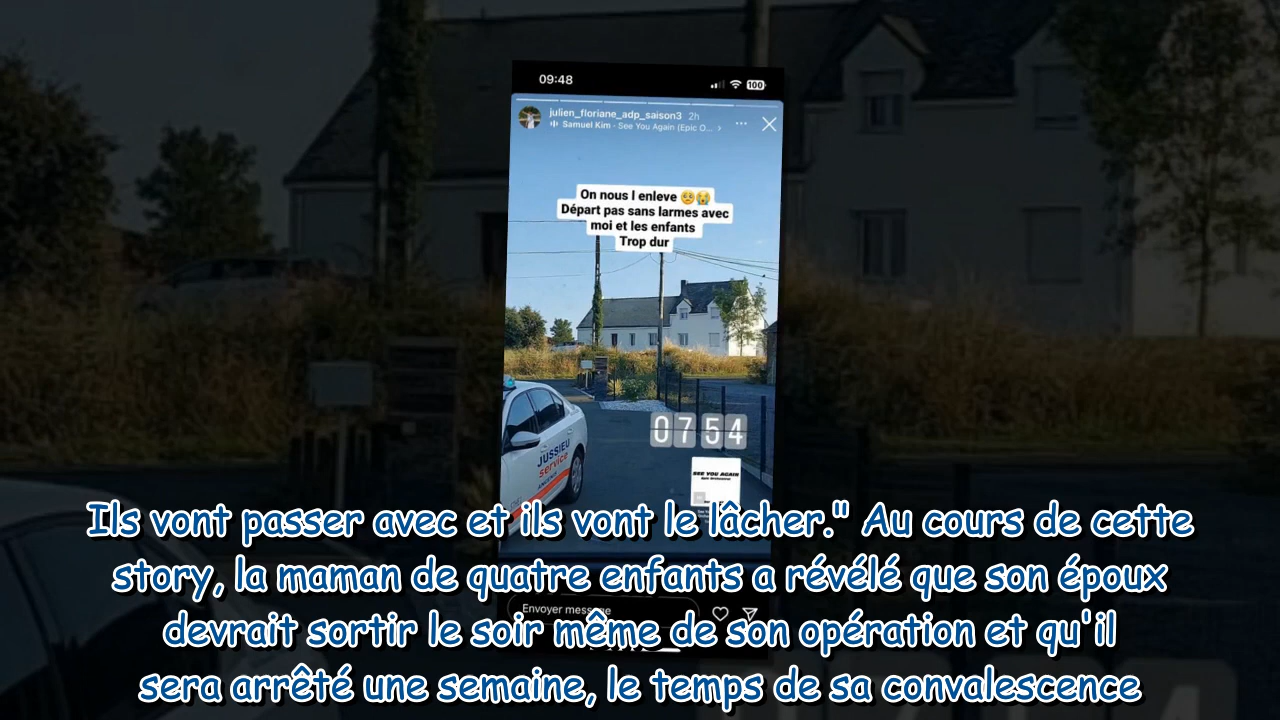 09:48
100
julien_floriane_adp_saison3 2h
Samuel Kim - See You Again (Epic O...
On nous l enleve 🥺😭
Départ pas sans larmes avec
moi et les enfants
Trop dur
JUSSIEU
service
0754
SEE YOU AGAIN
Ils vont passer avec et ils vont le lâcher." Au cours de cette
story, la maman de quatre enfants a révélé que son époux
Envoyer message
devrait sortir le soir même de son opération et qu'il
sera arrêté une semaine, le temps de sa convalescence